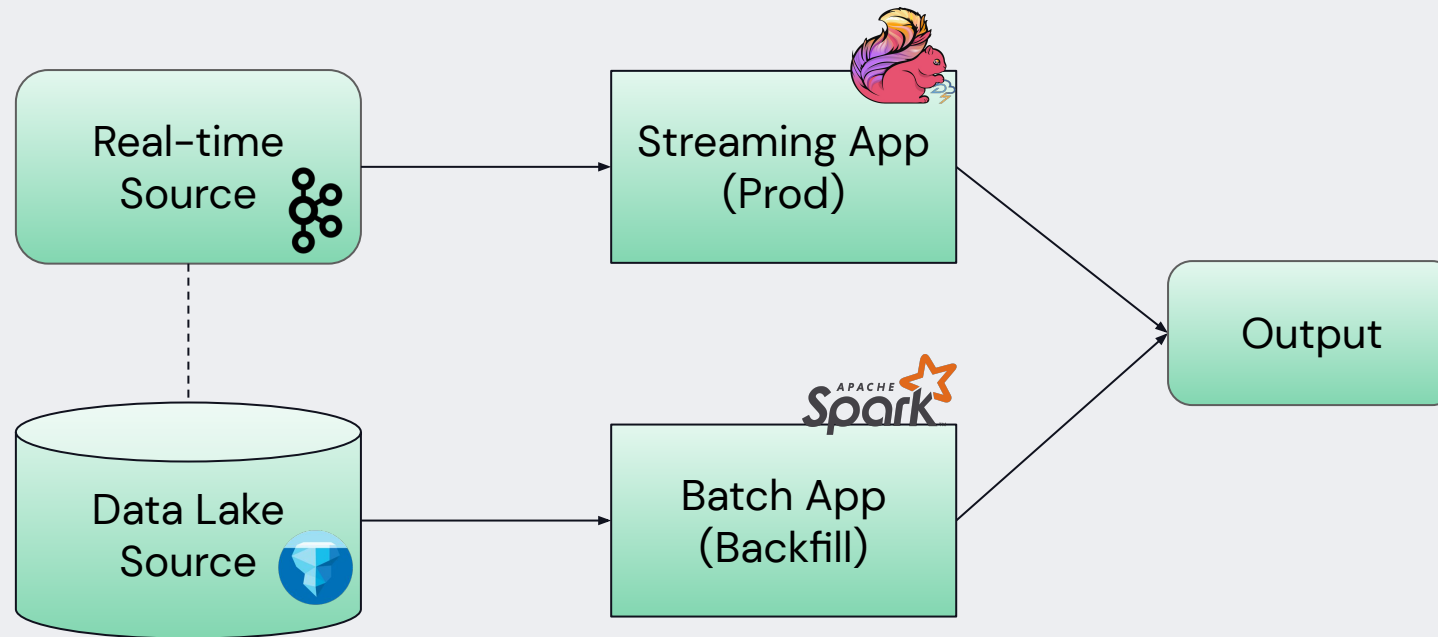 Real-time
Source
Streaming App
(Prod)
Output
APACHE
Spark
Data Lake
Source
Batch App
(Backfill)